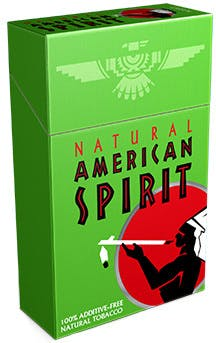 NATURAL
AMERICAN
SPIRIT
100% ADDITIVE-FREE
NATURAL TOBACCO